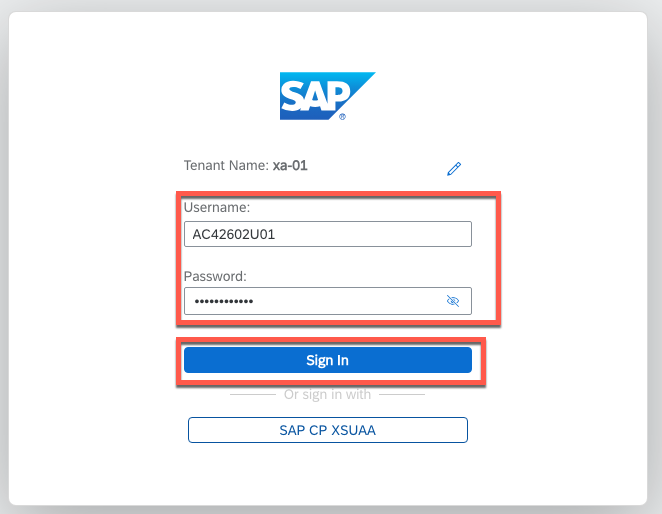 SAP®
Tenant Name: xa-01
Username:
AC42602U01
Password:
••••••••••••
Sign In
Or sign in with
SAP CP XSUAA